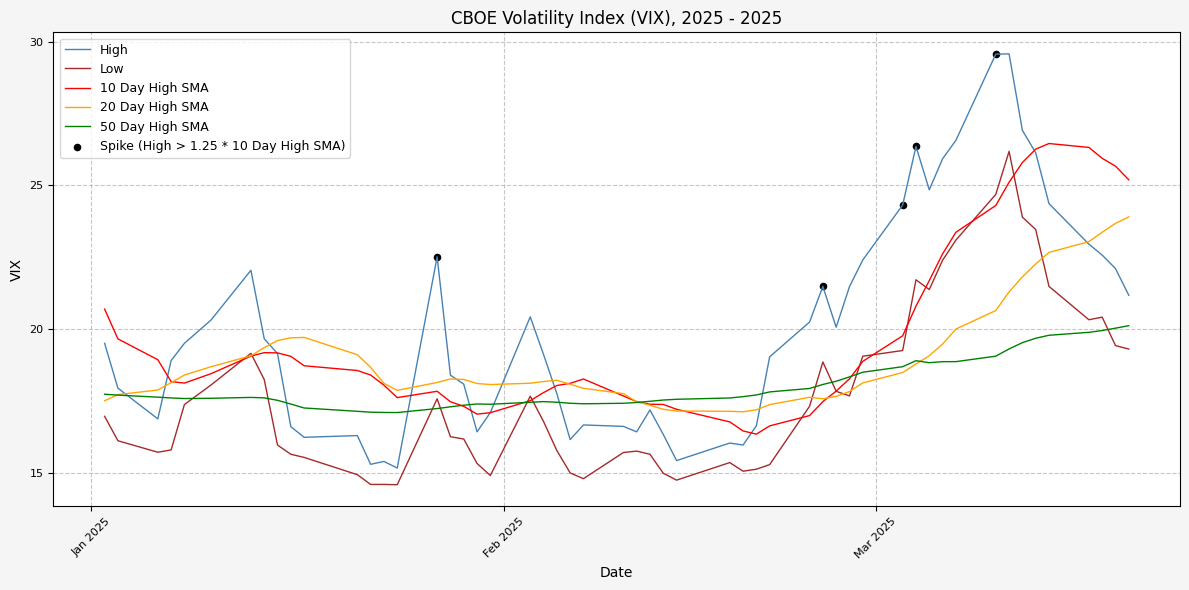 CBOE Volatility Index (VIX), 2025 - 2025
High
Low
10 Day High SMA
20 Day High SMA
50 Day High SMA
Spike (High > 1.25 * 10 Day High SMA)
30
25
20
15
VIX
Jan 2025
Feb 2025
Mar 2025
Date